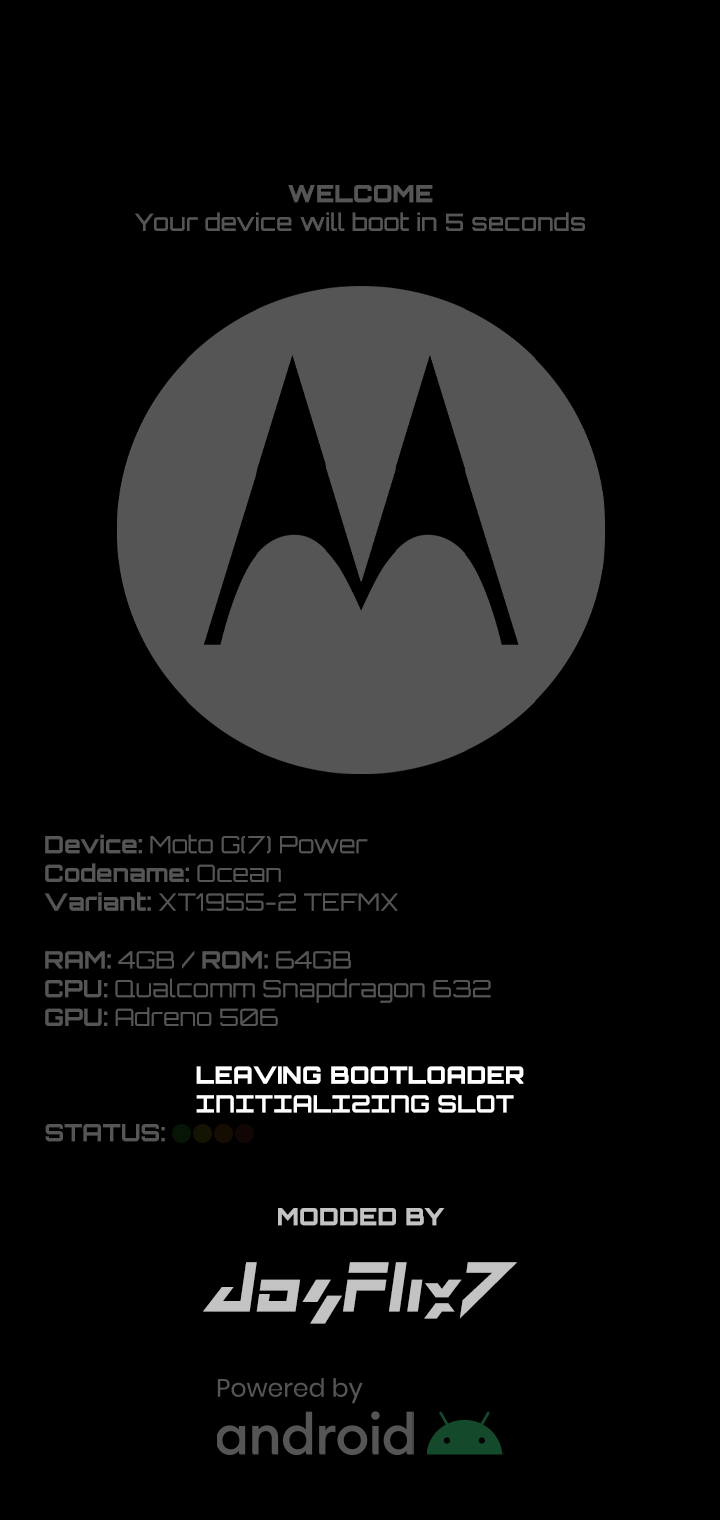 WELCOME
Your device will boot in 5 seconds
Device: Moto G(7) Power
Codename: Ocean
Variant: XT1955-2 TEFMX
RAM: 4GB / ROM: 64GB
CPU: Qualcomm Snapdragon 632
GPU: Adreno 506
LEAVING BOOTLOADER
INITIALIZING SLOT
STATUS:
MODDED BY
JasFlix7
Powered by
android